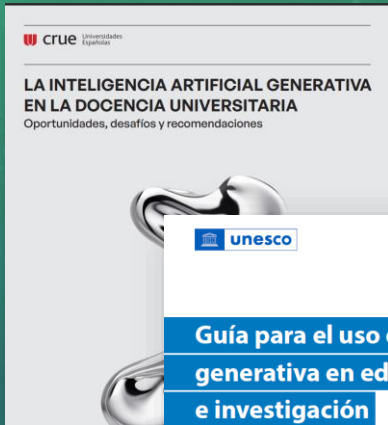 crue Universidades
Españolas
LA INTELIGENCIA ARTIFICIAL GENERATIVA
EN LA DOCENCIA UNIVERSITARIA
Oportunidades, desafíos y recomendaciones
unesco
Guía para el uso
generativa en
e investigación